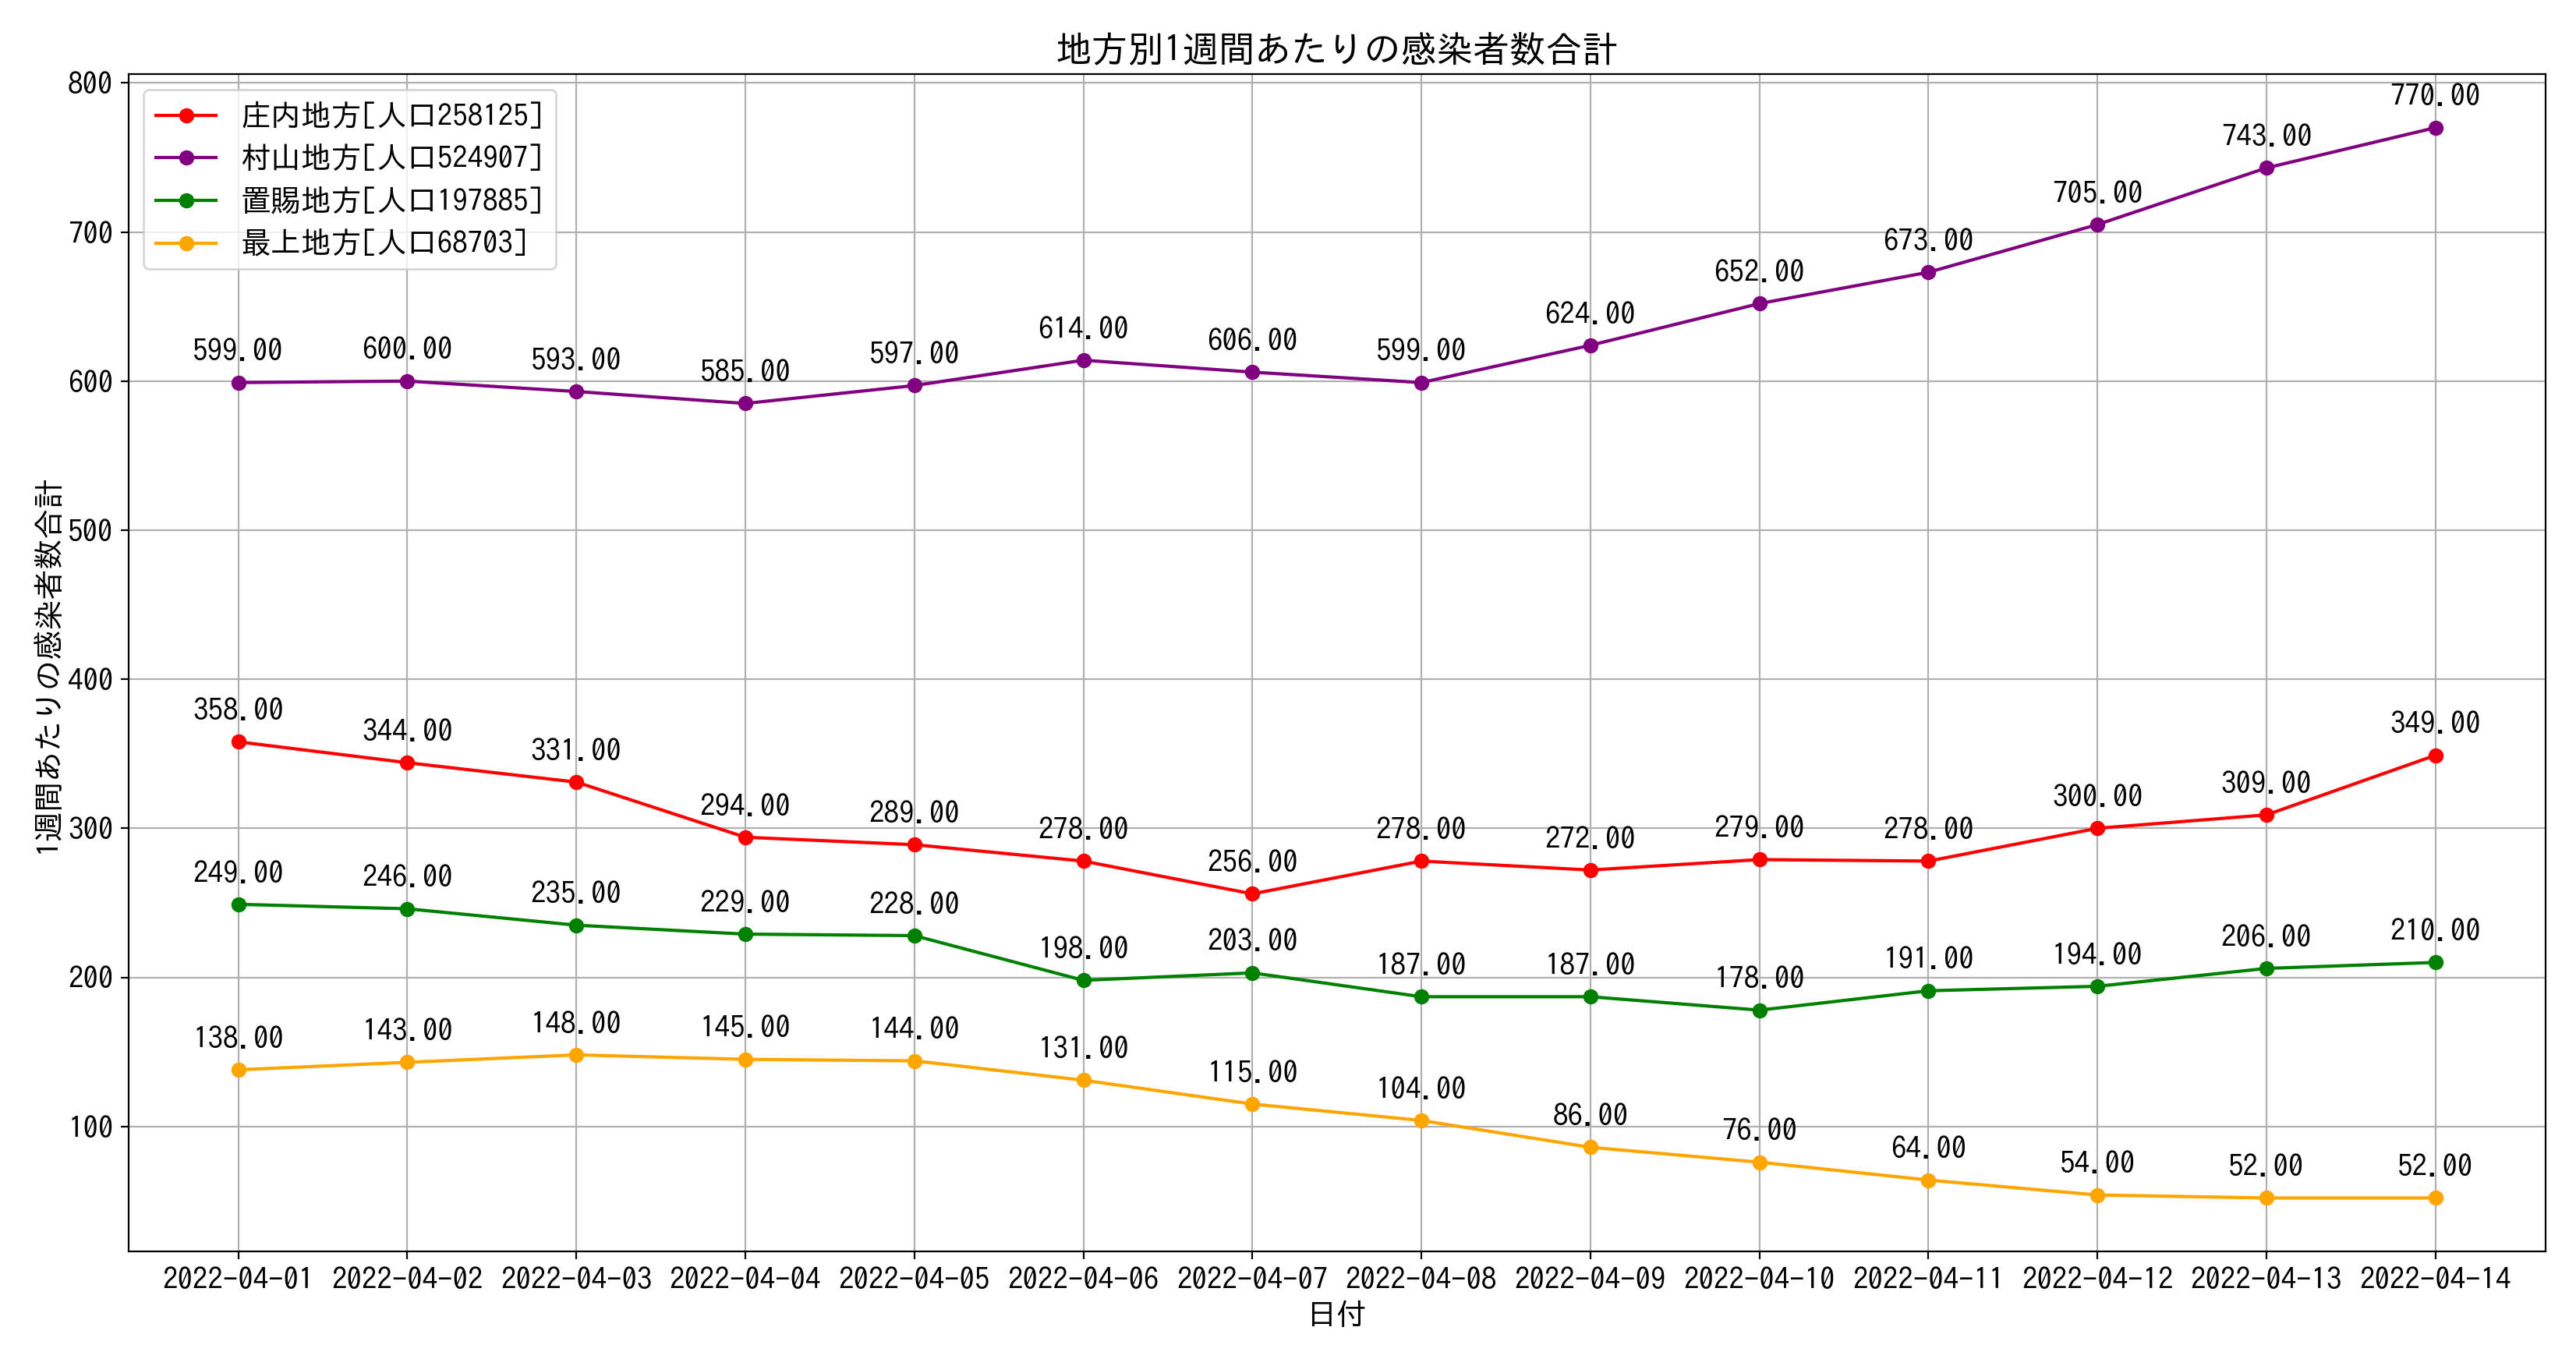 地方別1週間あたりの感染者数合計
庄内地方[人口258125]
村山地方[人口524907]
置賜地方[人口197885]
最上地方[人口68703]
1週間あたりの感染者数合計
800
700
600
500
400
300
200
100
599.00 600.00 593.00 585.00 597.00 614.00 606.00 599.00 624.00 652.00 673.00 705.00 743.00 770.00
358.00 344.00 331.00 294.00 289.00 278.00 256.00 278.00 272.00 279.00 278.00 300.00 309.00 349.00
249.00 246.00 235.00 229.00 228.00 198.00 203.00 187.00 187.00 178.00 191.00 194.00 206.00 210.00
138.00 143.00 148.00 145.00 144.00 131.00 115.00 104.00 86.00 76.00 64.00 54.00 52.00 52.00
2022-04-01 2022-04-02 2022-04-03 2022-04-04 2022-04-05 2022-04-06 2022-04-07 2022-04-08 2022-04-09 2022-04-10 2022-04-11 2022-04-12 2022-04-13 2022-04-14
日付